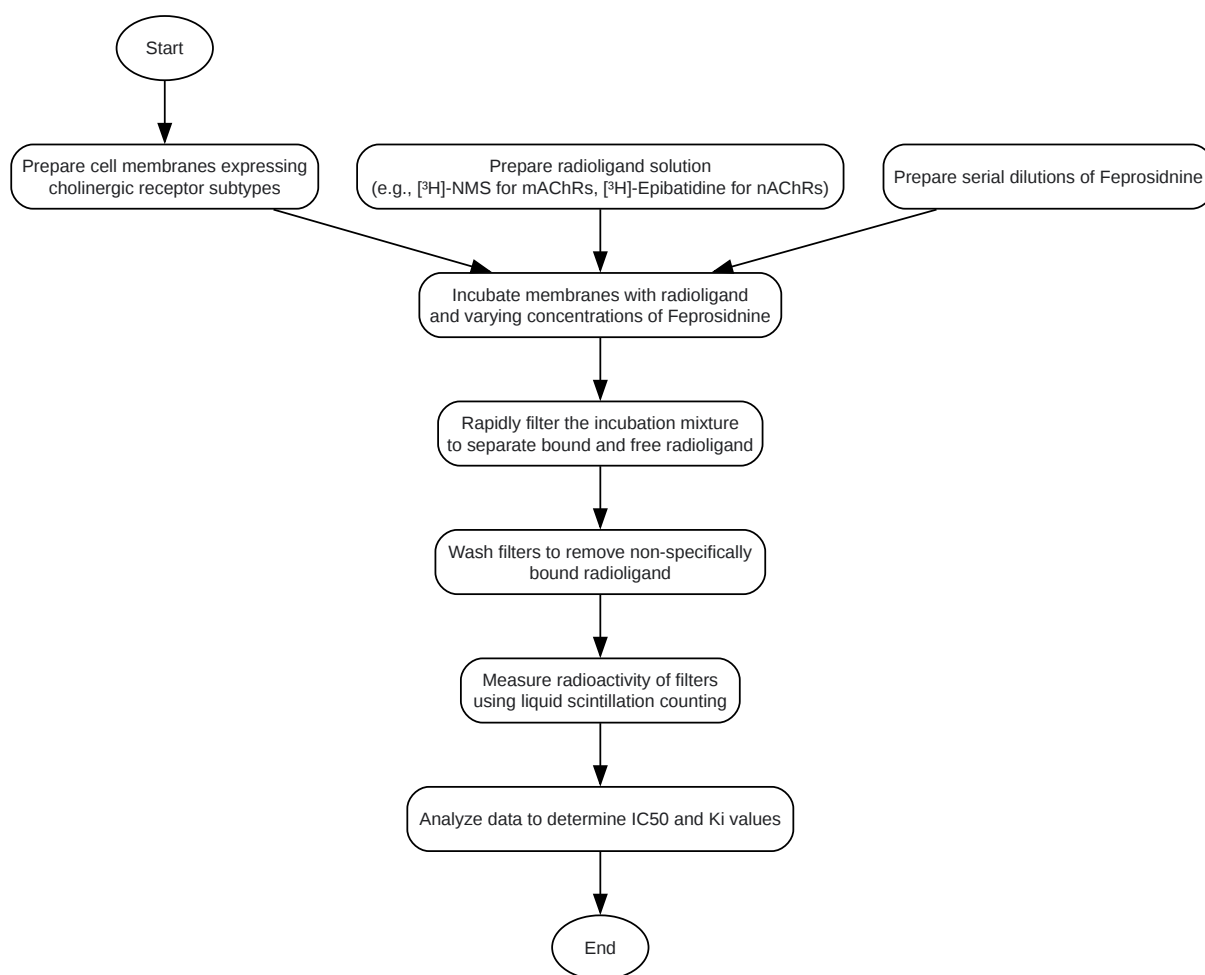 Start
Prepare cell membranes expressing
cholinergic receptor subtypes
Prepare radioligand solution
(e.g., [³H]-NMS for mAChRs, [³H]-Epibatidine for nAChRs)
Prepare serial dilutions of Feprosidnine
Incubate membranes with radioligand
and varying concentrations of Feprosidnine
Rapidly filter the incubation mixture
to separate bound and free radioligand
Wash filters to remove non-specifically
bound radioligand
Measure radioactivity of filters
using liquid scintillation counting
Analyze data to determine IC50 and Ki values
End